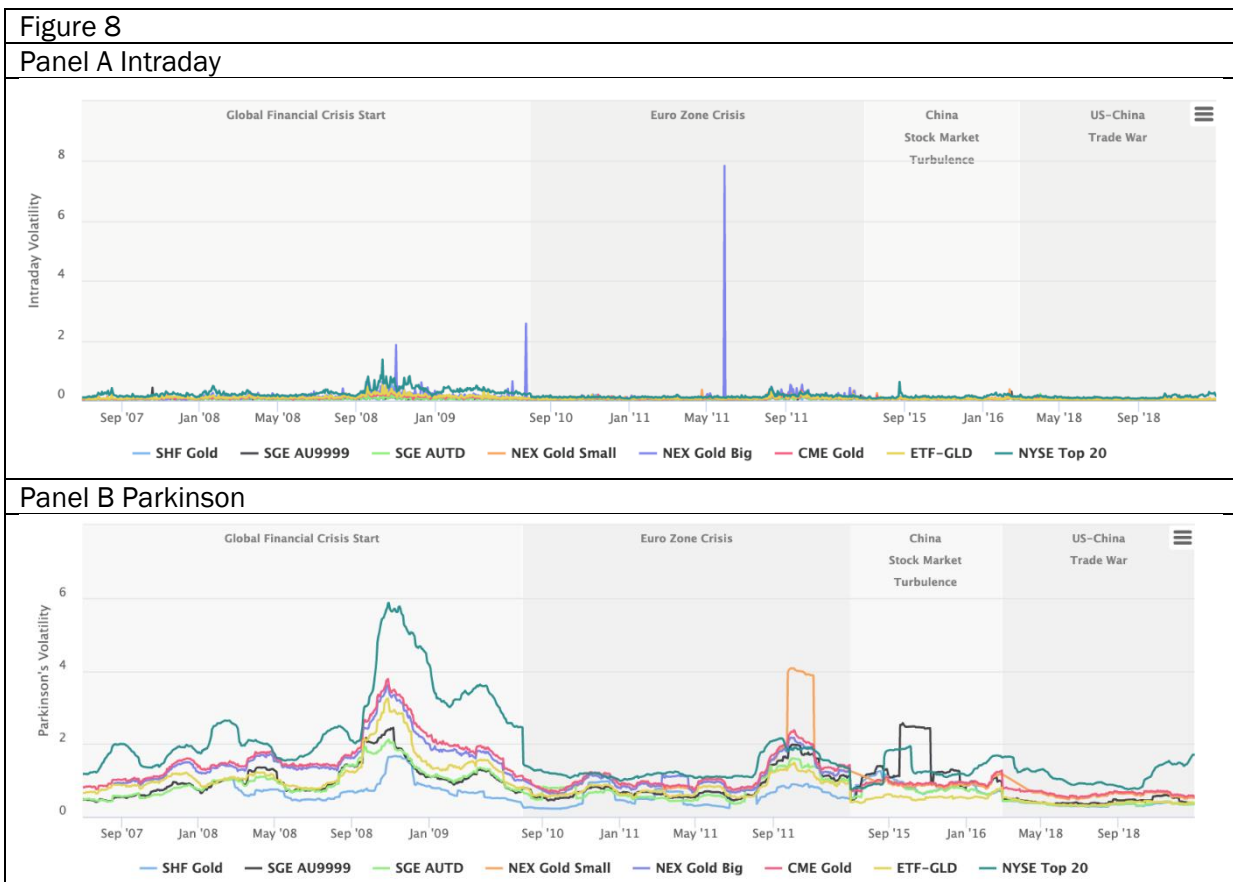 Figure 8
Panel A Intraday
Global Financial Crisis Start
Euro Zone Crisis
China
Stock Market
Turbulence
US-China
Trade War
Intraday Volatility
8
6
4
2
0
Sep '07
Jan '08
May '08
Sep '08
Jan '09
Sep '10
Jan '11
May '11
Sep '11
Sep '15
Jan '16
May '18
Sep '18
SHF Gold
SGE AU9999
SGE AUTD
NEX Gold Small
NEX Gold Big
CME Gold
ETF-GLD
NYSE Top 20
Panel B Parkinson
Global Financial Crisis Start
Euro Zone Crisis
China
Stock Market
Turbulence
US-China
Trade War
Parkinson's Volatility
6
4
2
0
Sep '07
Jan '08
May '08
Sep '08
Jan '09
Sep '10
Jan '11
May '11
Sep '11
Sep '15
Jan '16
May '18
Sep '18
SHF Gold
SGE AU9999
SGE AUTD
NEX Gold Small
NEX Gold Big
CME Gold
ETF-GLD
NYSE Top 20